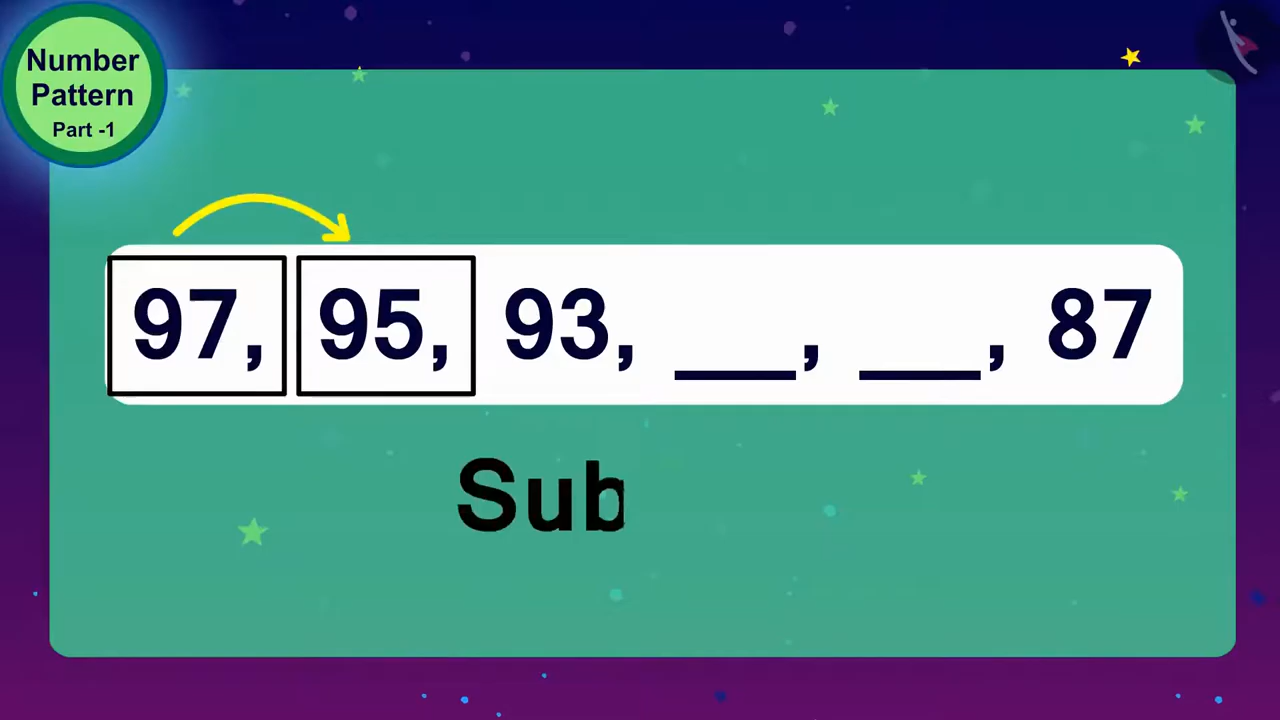 Number
Pattern
Part -1
97, 95, 93, ___, ___, 87
Sub